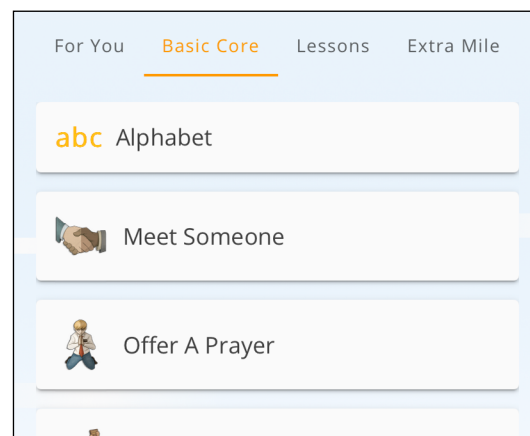 For You Basic Core Lessons Extra Mile
abc Alphabet
Meet Someone
Offer A Prayer